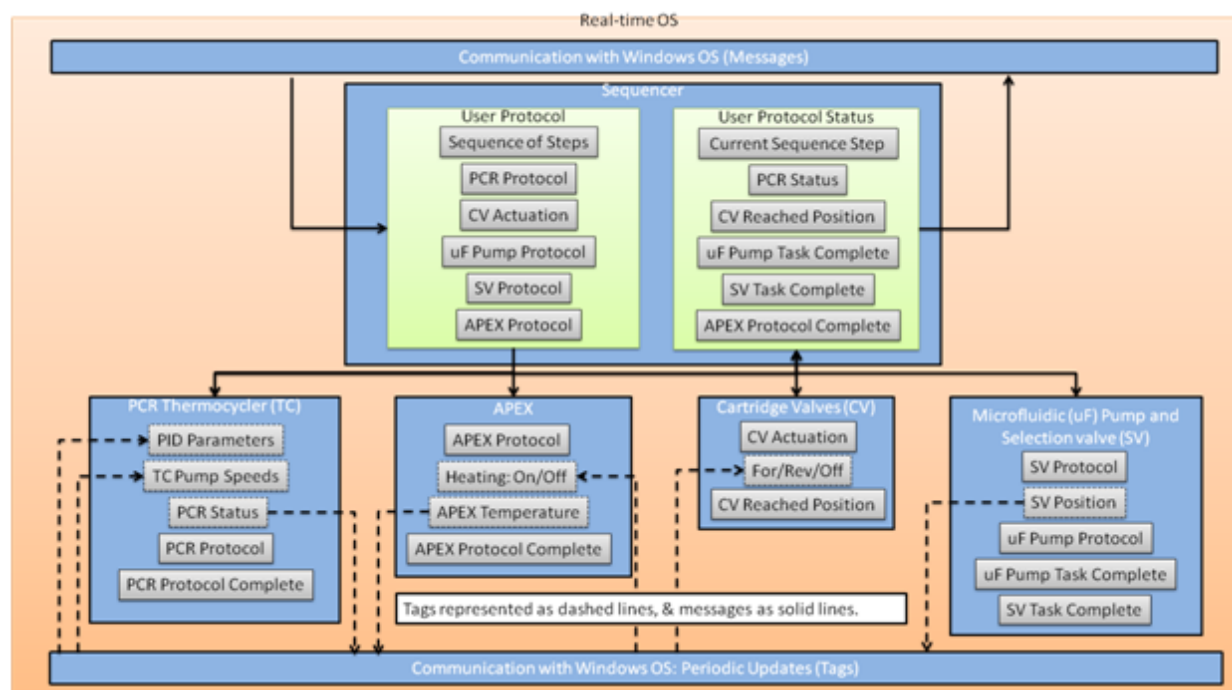 Real-time OS
Communication with Windows OS (Messages)
Sequencer
User Protocol
Sequence of Steps
PCR Protocol
CV Actuation
uF Pump Protocol
SV Protocol
APEX Protocol
User Protocol Status
Current Sequence Step
PCR Status
CV Reached Position
uF Pump Task Complete
SV Task Complete
APEX Protocol Complete
PCR Thermocycler (TC)
PID Parameters
TC Pump Speeds
PCR Status
PCR Protocol
PCR Protocol Complete
APEX
APEX Protocol
Heating: On/Off
APEX Temperature
APEX Protocol Complete
Cartridge Valves (CV)
CV Actuation
For/Rev/Off
CV Reached Position
Microfluidic (uF) Pump and
Selection valve (SV)
SV Protocol
SV Position
uF Pump Protocol
uF Pump Task Complete
SV Task Complete
Tags represented as dashed lines, & messages as solid lines.
Communication with Windows OS: Periodic Updates (Tags)